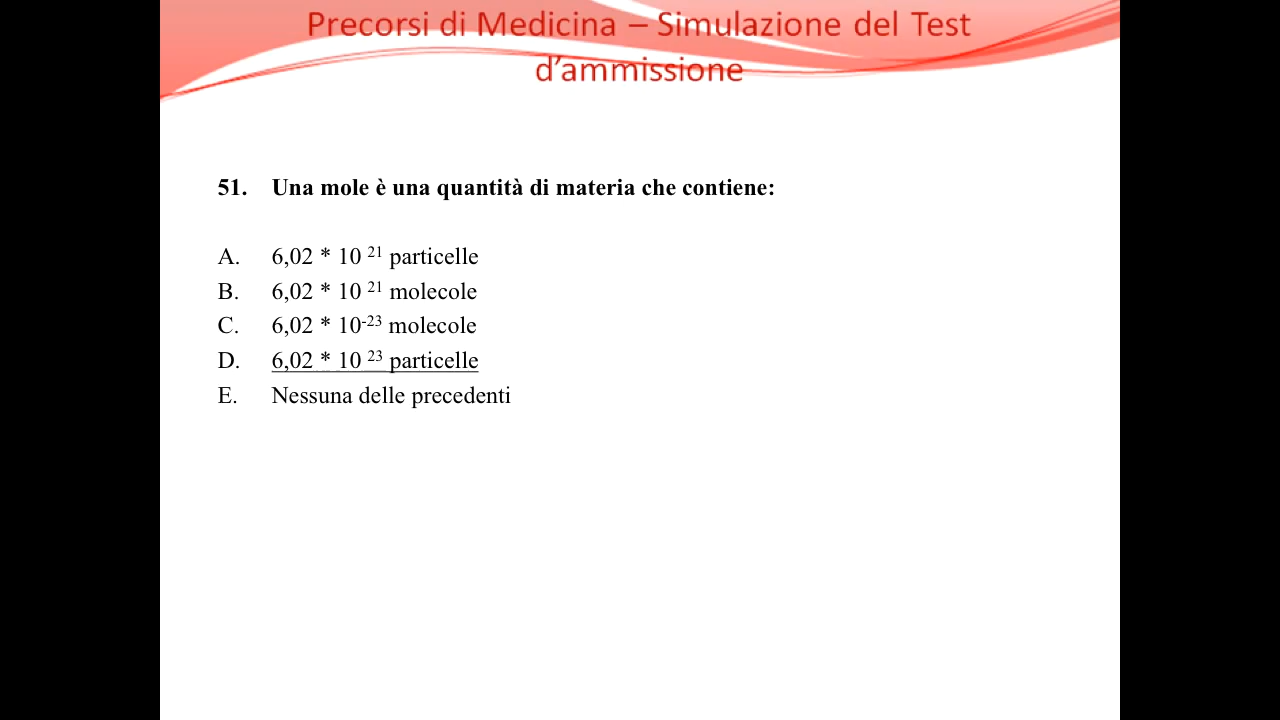 Precorsi di Medicina – Simulazione del Test
d’ammissione
51. Una mole è una quantità di materia che contiene:
A. 6,02 * 10 ²¹ particelle
B. 6,02 * 10 ²¹ molecole
C. 6,02 * 10⁻²³ molecole
D. 6,02 * 10 ²³ particelle
E. Nessuna delle precedenti